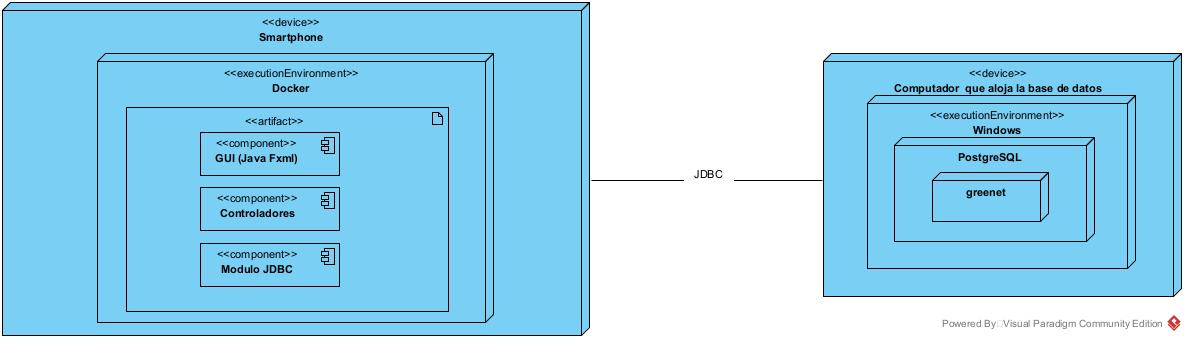 <<device>>
Smartphone
<<executionEnvironment>>
Docker
<<artifact>>
<<component>>
GUI (Java Fxml)
<<component>>
Controladores
<<component>>
Modulo JDBC
JDBC
<<device>>
Computador que aloja la base de datos
<<executionEnvironment>>
Windows
PostgreSQL
greenet
Powered By Visual Paradigm Community Edition